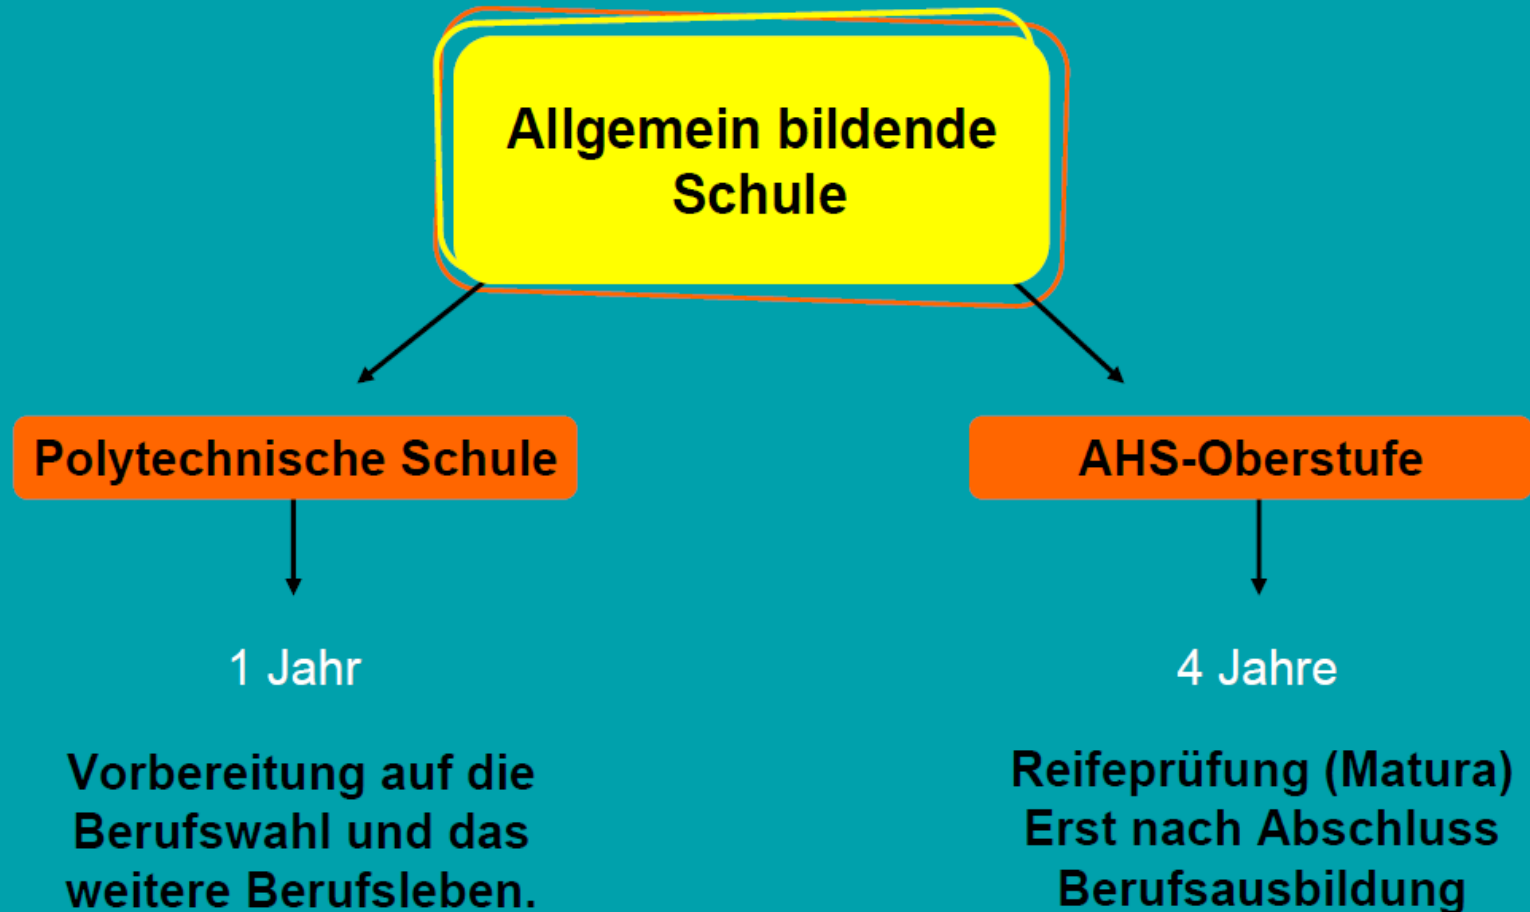 Allgemein bildende
Schule
Polytechnische Schule
AHS-Oberstufe
1 Jahr
4 Jahre
Vorbereitung auf die
Berufswahl und das
weitere Berufsleben.
Reifeprüfung (Matura)
Erst nach Abschluss
Berufsausbildung